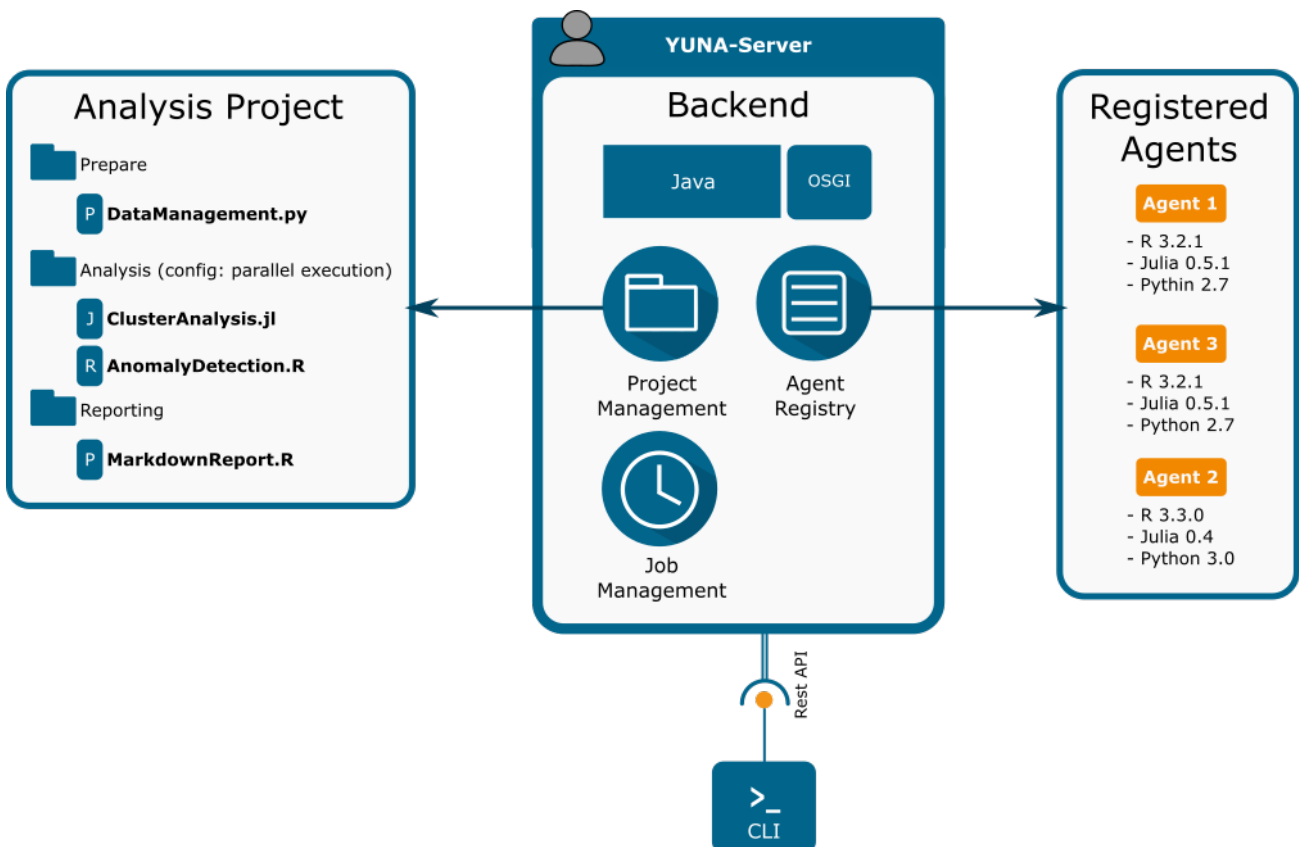 YUNA-Server
Analysis Project
Prepare
P DataManagement.py
Analysis (config: parallel execution)
J ClusterAnalysis.jl
R AnomalyDetection.R
Reporting
P MarkdownReport.R
Backend
Java
OSGI
Project
Management
Agent
Registry
Job
Management
Registered
Agents
Agent 1
- R 3.2.1
- Julia 0.5.1
- Pythin 2.7
Agent 3
- R 3.2.1
- Julia 0.5.1
- Python 2.7
Agent 2
- R 3.3.0
- Julia 0.4
- Python 3.0
Rest API
>_
CLI